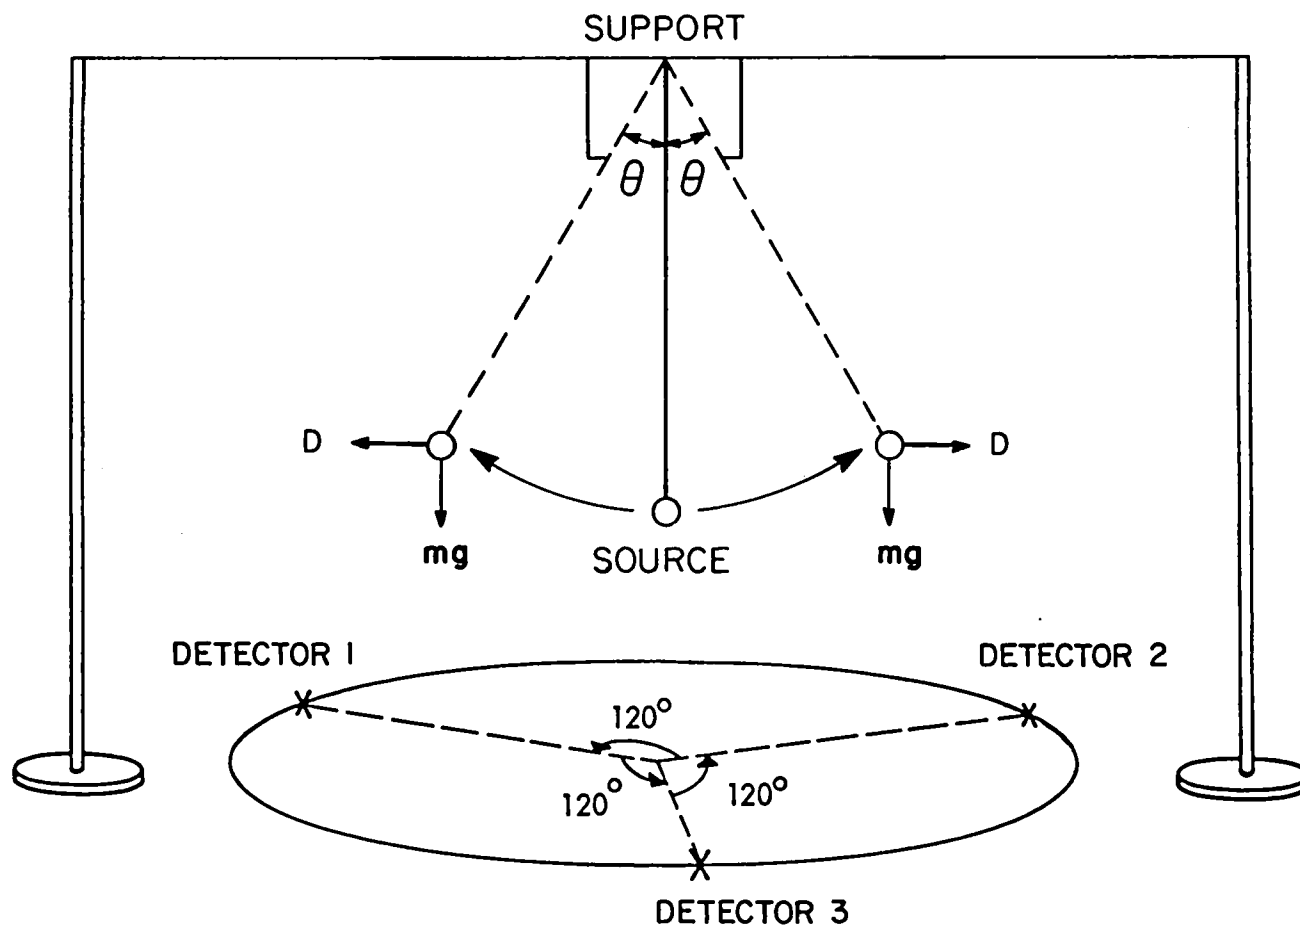 SUPPORT
θ θ
D D
mg SOURCE mg
DETECTOR 1 DETECTOR 2
120°
120° 120°
DETECTOR 3